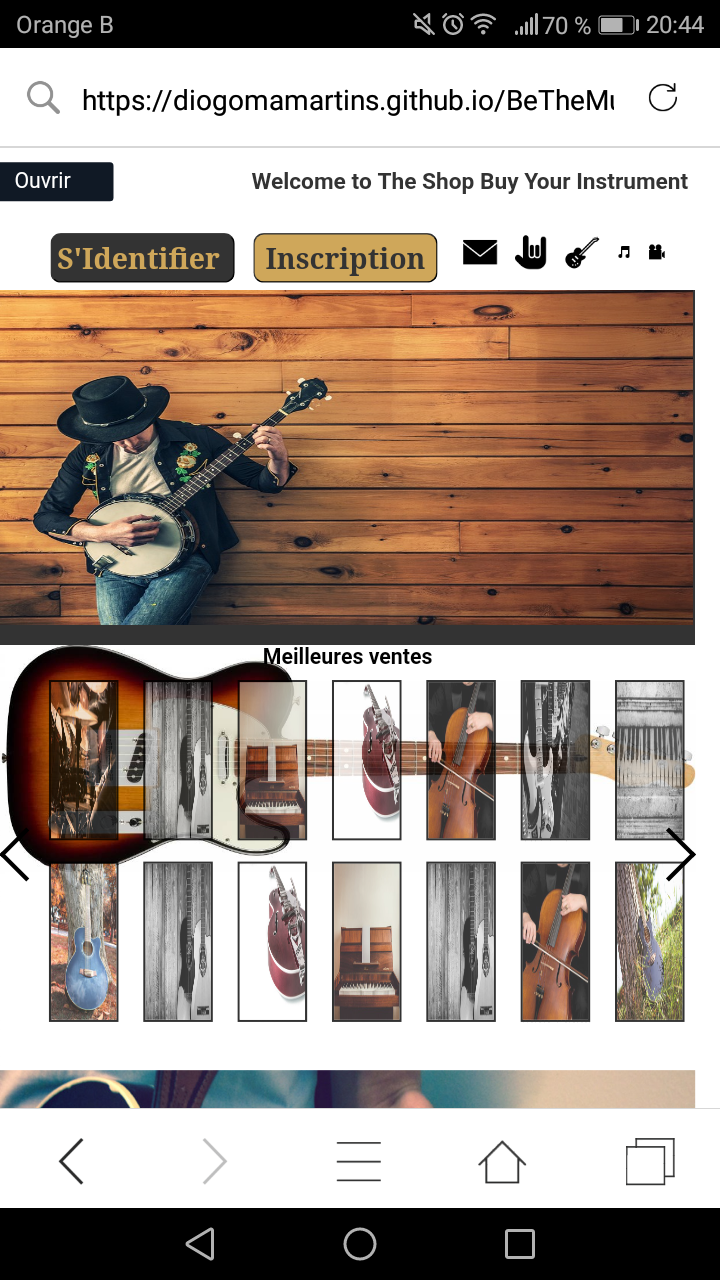 Orange B
70 %
20:44
https://diogomamartins.github.io/BeTheMu
Ouvrir
Welcome to The Shop Buy Your Instrument
S'Identifier
Inscription
Meilleures ventes